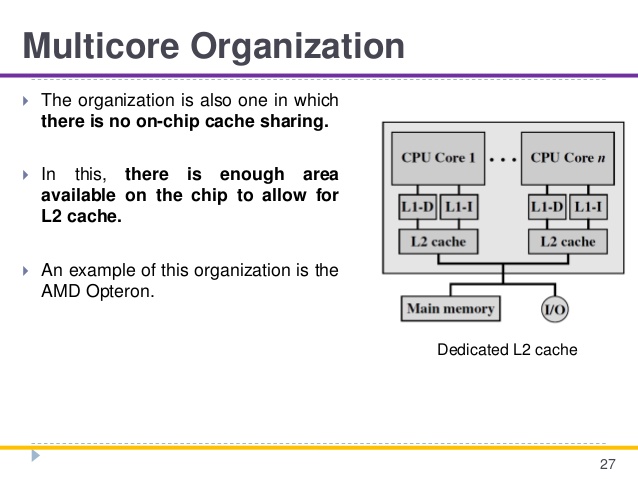 Multicore Organization
The organization is also one in which
there is no on-chip cache sharing.
In this, there is enough area
available on the chip to allow for
L2 cache.
An example of this organization is the
AMD Opteron.
CPU Core 1 • • • CPU Core n
L1-D L1-I L1-D L1-I
L2 cache L2 cache
Main memory I/O
Dedicated L2 cache
27